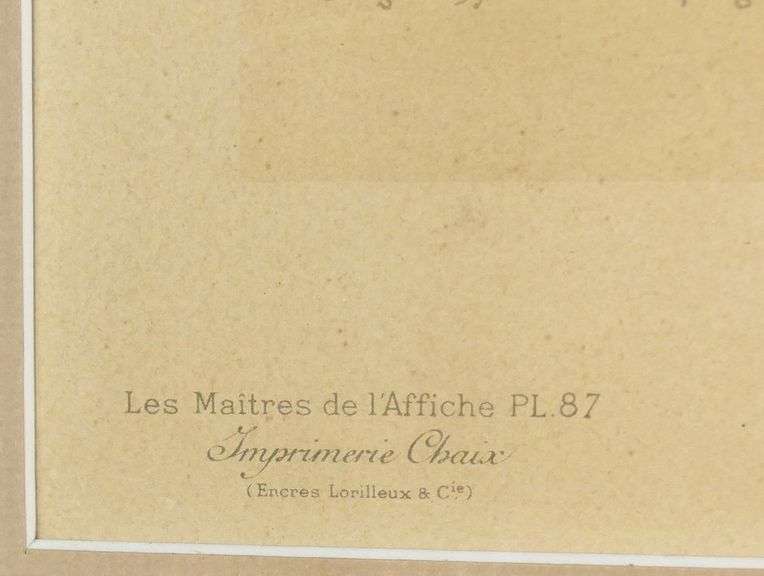 Les Maîtres de l'Affiche PL.87
Imprimerie Chaix
(Encres Lorilleux & Cie)